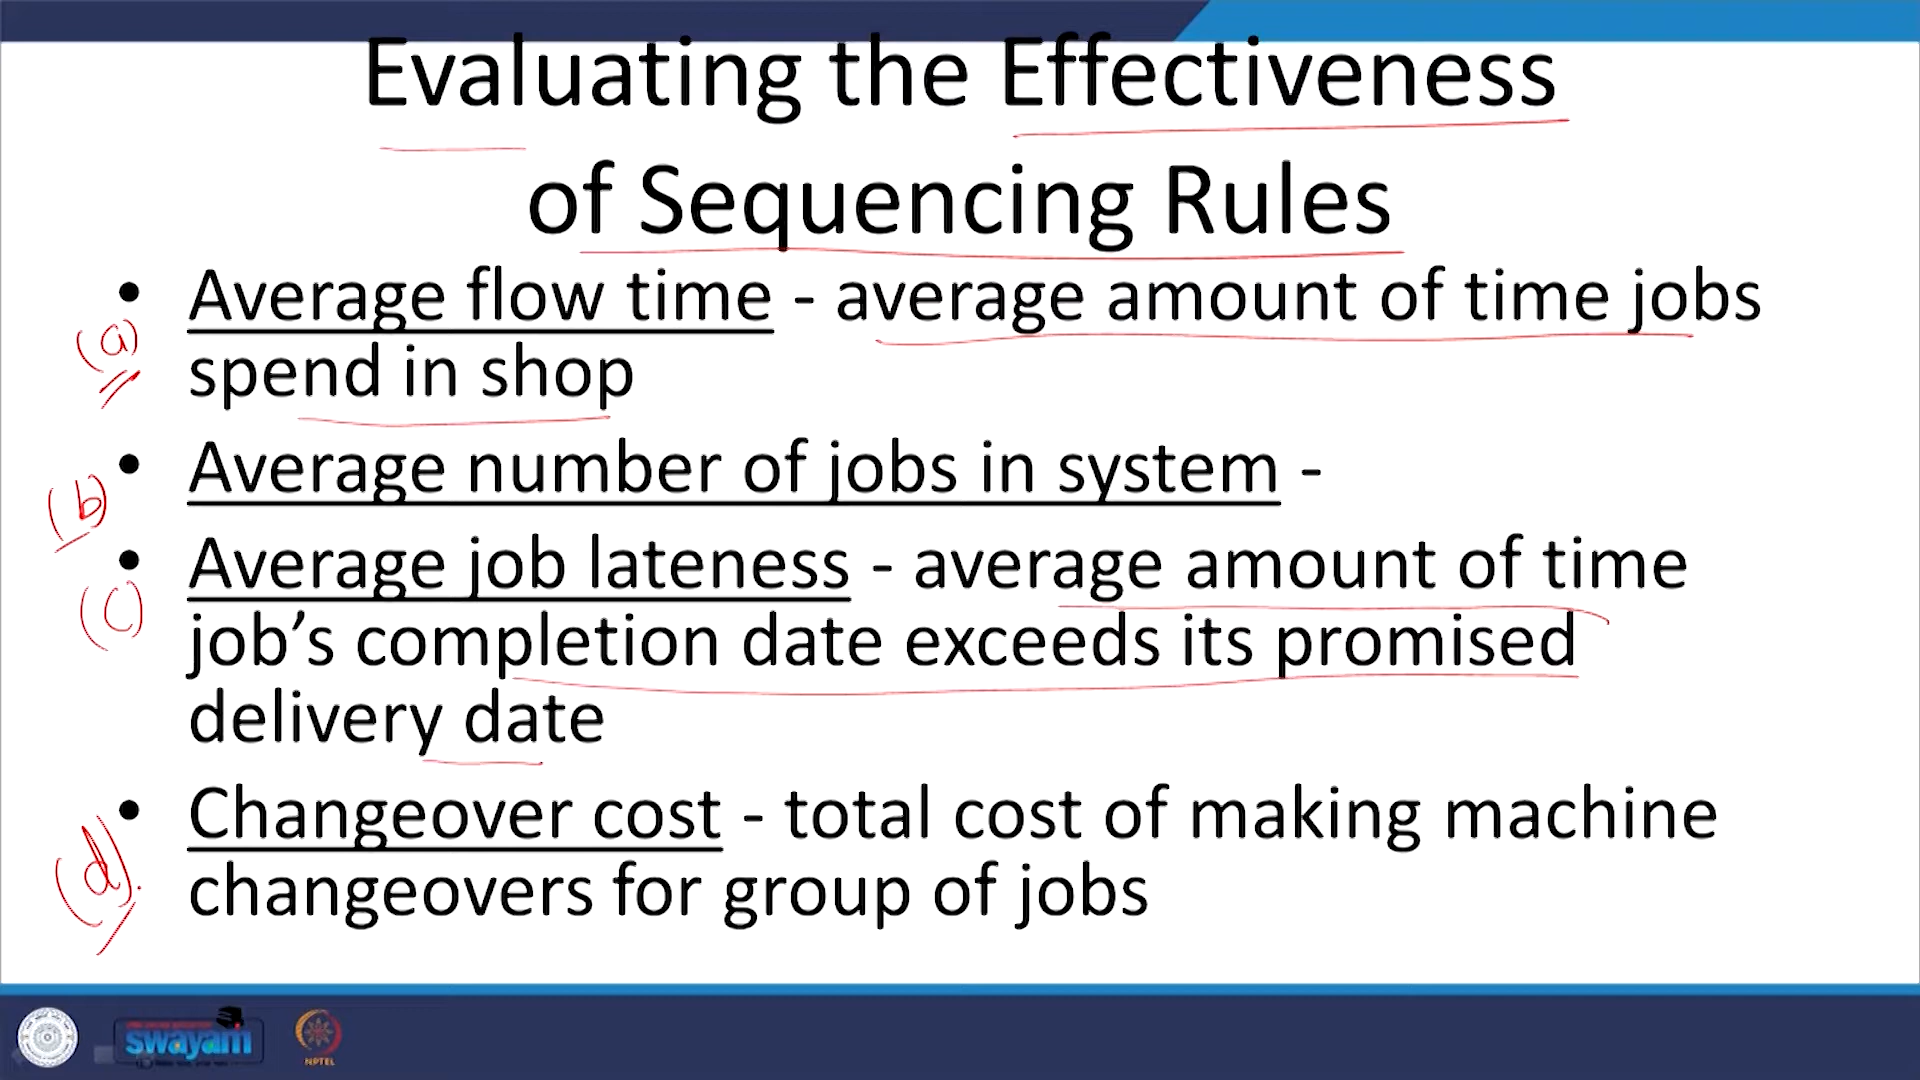 Evaluating the Effectiveness
of Sequencing Rules
• Average flow time - average amount of time jobs
(a)
spend in shop
• Average number of jobs in system -
(b)
• Average job lateness - average amount of time
(c)
job’s completion date exceeds its promised
delivery date
• Changeover cost - total cost of making machine
(d).
changeovers for group of jobs
swayam
NPTEL